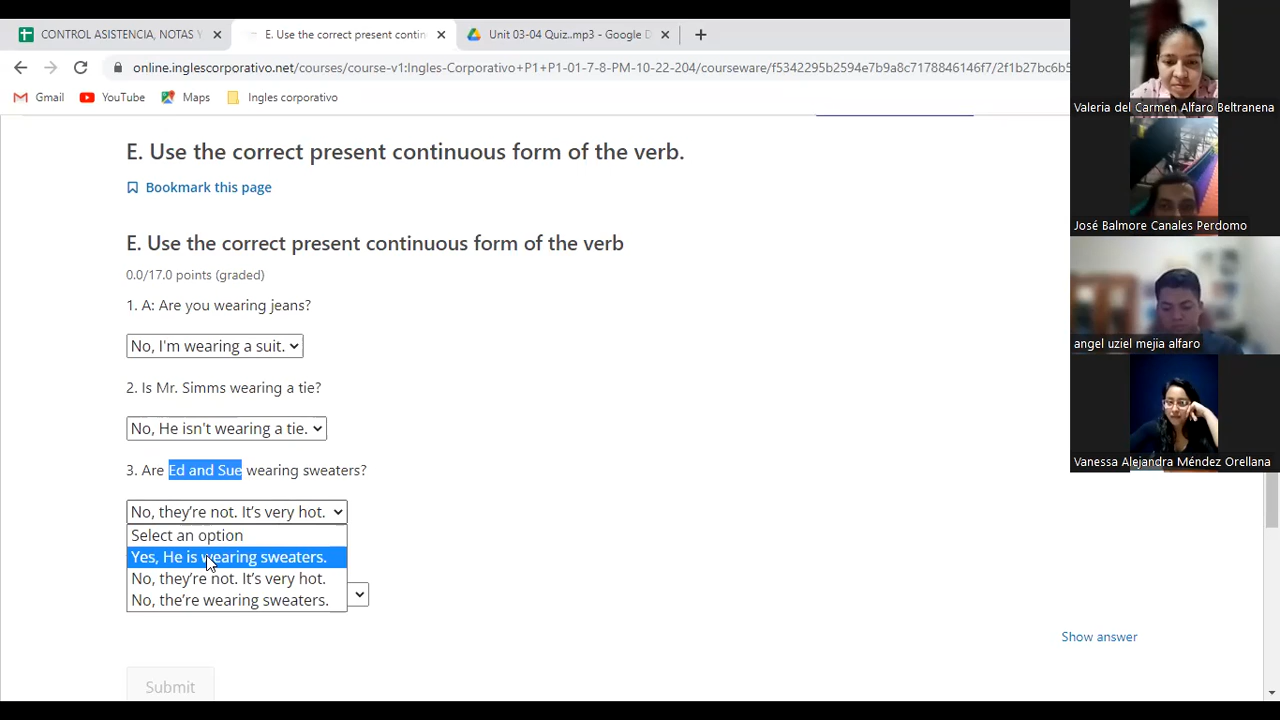 CONTROL ASISTENCIA, NOTAS Y
E. Use the correct present contin
Unit 03-04 Quiz..mp3 - Google D
online.inglescorporativo.net/courses/course-v1:Ingles-Corporativo+P1+P1-01-7-8-PM-10-22-204/courseware/f5342295b2594e7b9a8c7178846146f7/2f1b27bc6b5
Gmail YouTube Maps Ingles corporativo
E. Use the correct present continuous form of the verb.
Bookmark this page
E. Use the correct present continuous form of the verb
0.0/17.0 points (graded)
1. A: Are you wearing jeans?
No, I'm wearing a suit.
2. Is Mr. Simms wearing a tie?
No, He isn't wearing a tie.
3. Are Ed and Sue wearing sweaters?
No, they're not. It's very hot.
Select an option
Yes, He is wearing sweaters.
No, they're not. It's very hot.
No, the're wearing sweaters.
Show answer
Submit
Valeria del Carmen Alfaro Beltranena
José Balmore Canales Perdomo
angel uziel mejia alfaro
Vanessa Alejandra Méndez Orellana